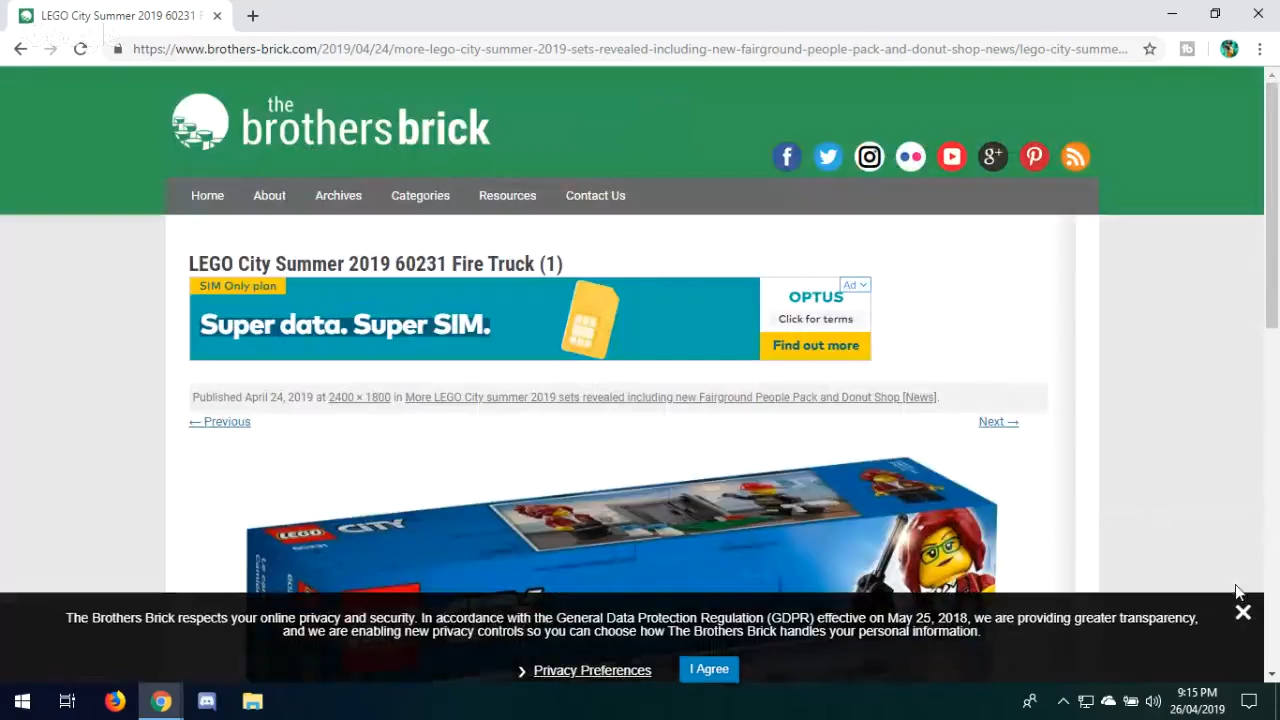 LEGO City Summer 2019 60231 F
https://www.brothers-brick.com/2019/04/24/more-lego-city-summer-2019-sets-revealed-including-new-fairground-people-pack-and-donut-shop-news/lego-city-summe...
the
brothers brick
Home About Archives Categories Resources Contact Us
LEGO City Summer 2019 60231 Fire Truck (1)
SIM Only plan
Super data. Super SIM.
Ad
OPTUS
Click for terms
Find out more
Published April 24, 2019 at 2400 × 1800 in More LEGO City summer 2019 sets revealed including new Fairground People Pack and Donut Shop [News].
← Previous
Next →
LEGO CITY
60231
The Brothers Brick respects your online privacy and security. In accordance with the General Data Protection Regulation (GDPR) effective on May 25, 2018, we are providing greater transparency,
and we are enabling new privacy controls so you can choose how The Brothers Brick handles your personal information.
Privacy Preferences
I Agree
9:15 PM
26/04/2019